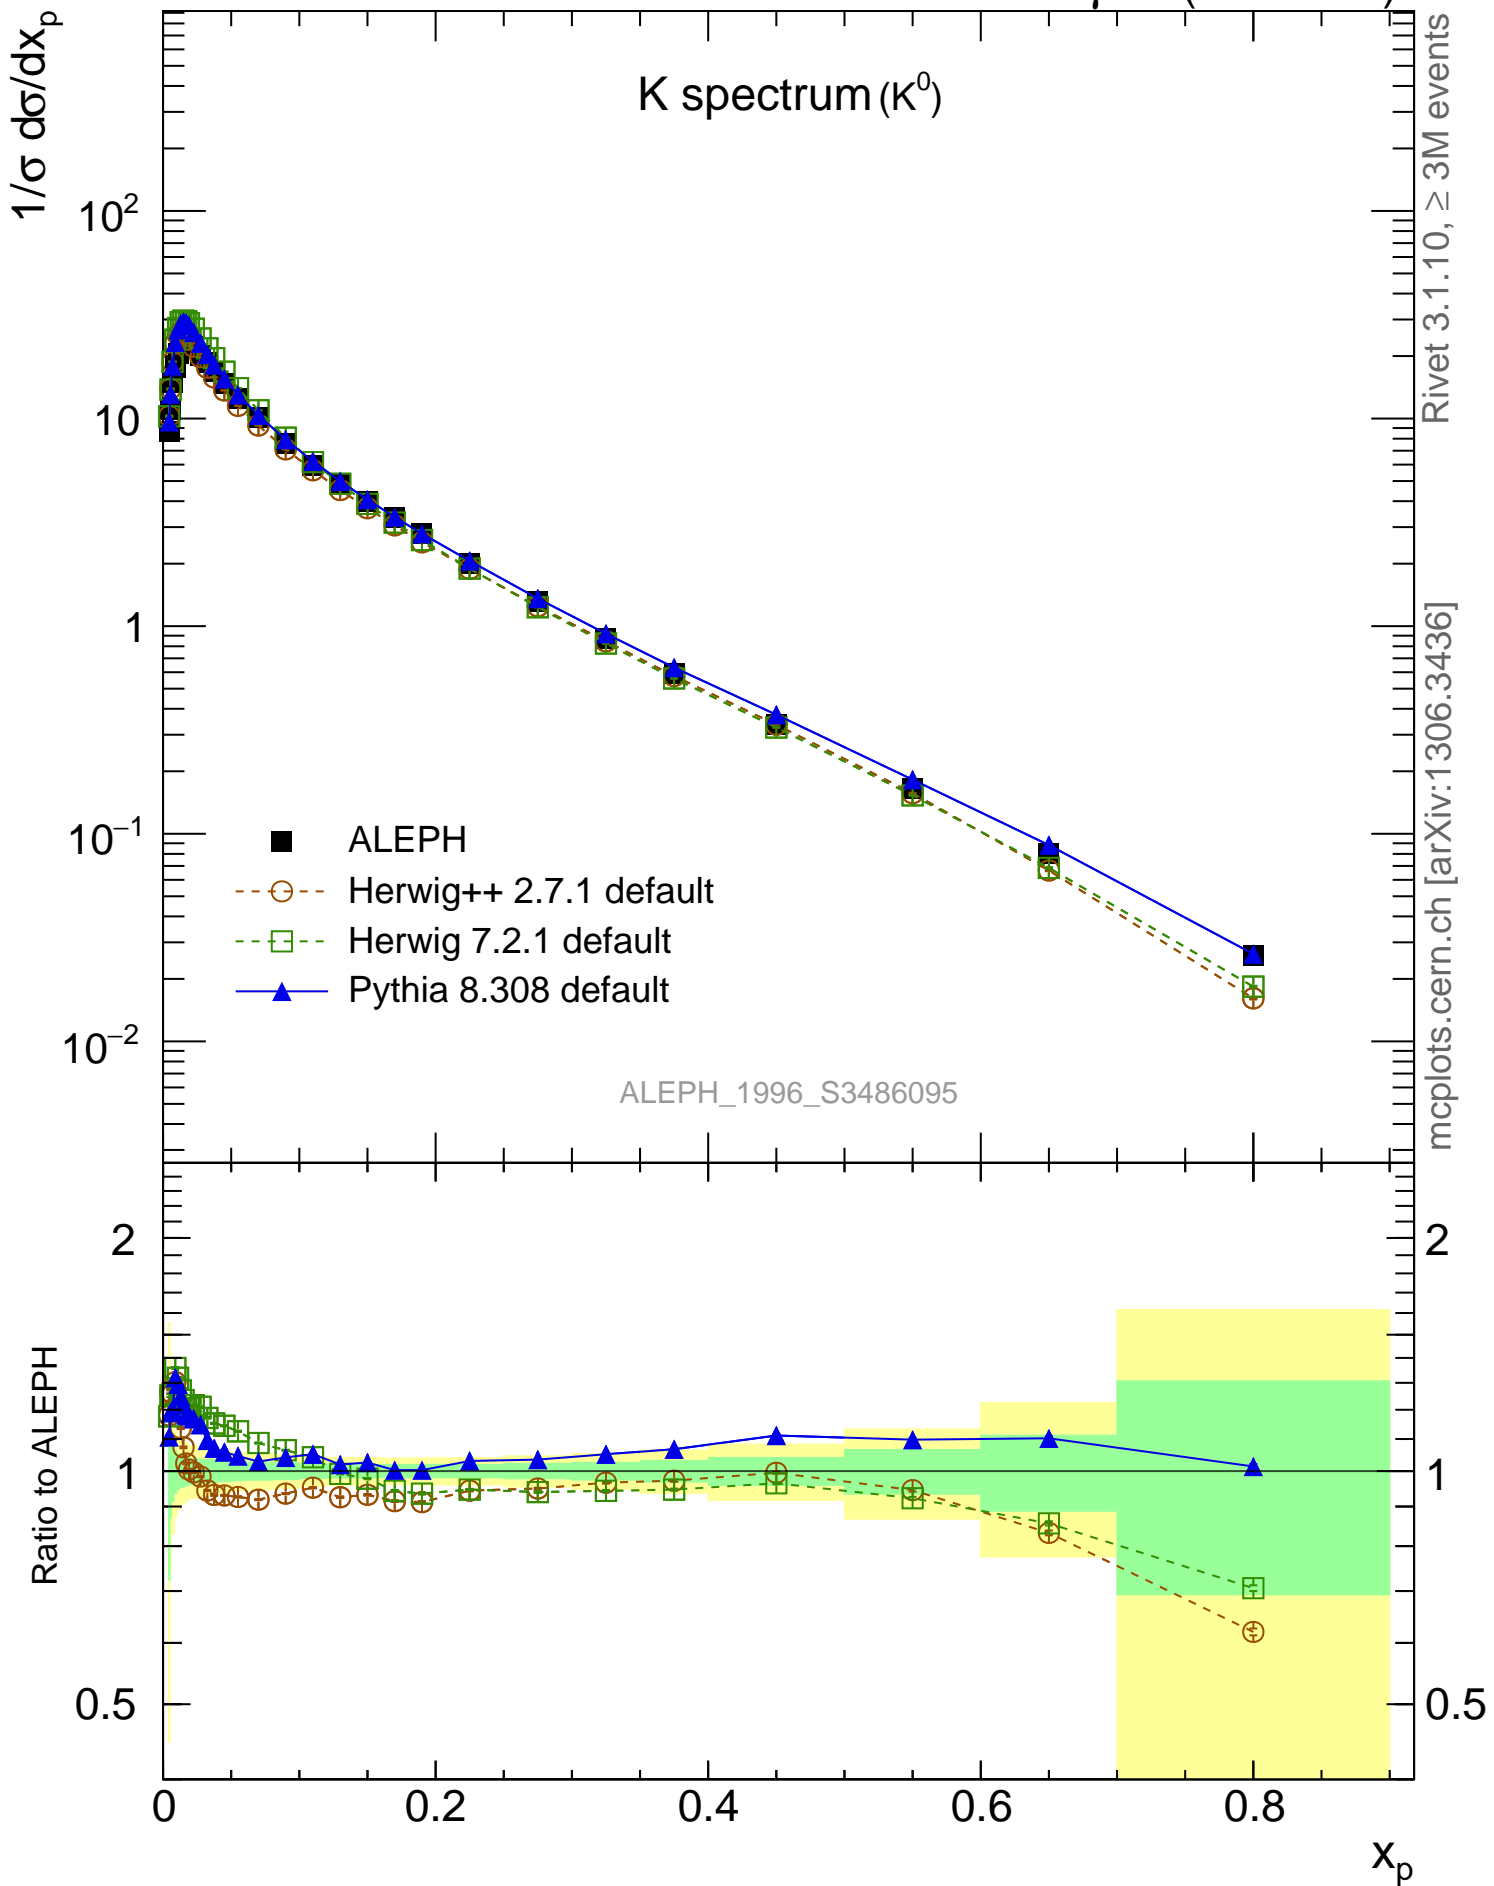 1/σ dσ/dxₚ
K spectrum (K⁰)
10²
10
1
10⁻¹
10⁻²
ALEPH
Herwig++ 2.7.1 default
Herwig 7.2.1 default
Pythia 8.308 default
ALEPH_1996_S3486095
Rivet 3.1.10, ≥ 3M events
mcplots.cern.ch [arXiv:1306.3436]
Ratio to ALEPH
2
1
0.5
2
1
0.5
0 0.2 0.4 0.6 0.8
xₚ